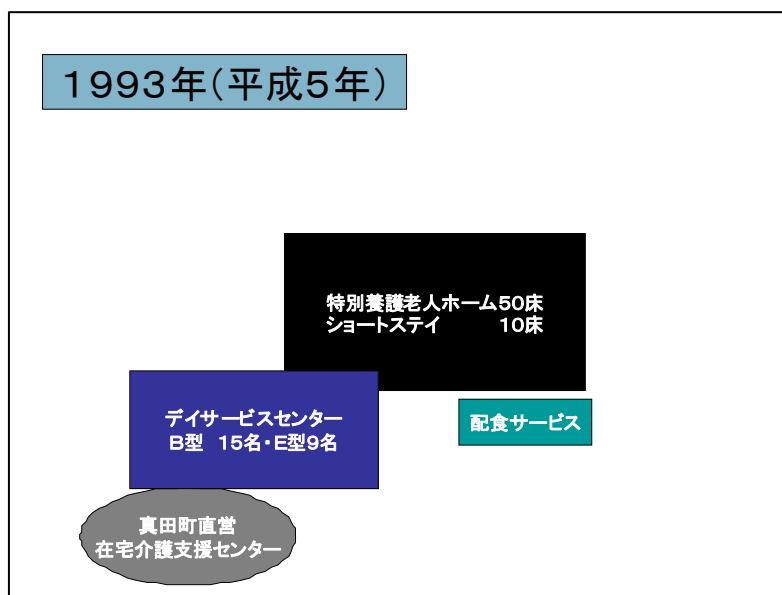 1993年(平成5年)
特別養護老人ホーム50床
ショートステイ 10床
デイサービスセンター
B型 15名・E型9名
配食サービス
真田町直営
在宅介護支援センター